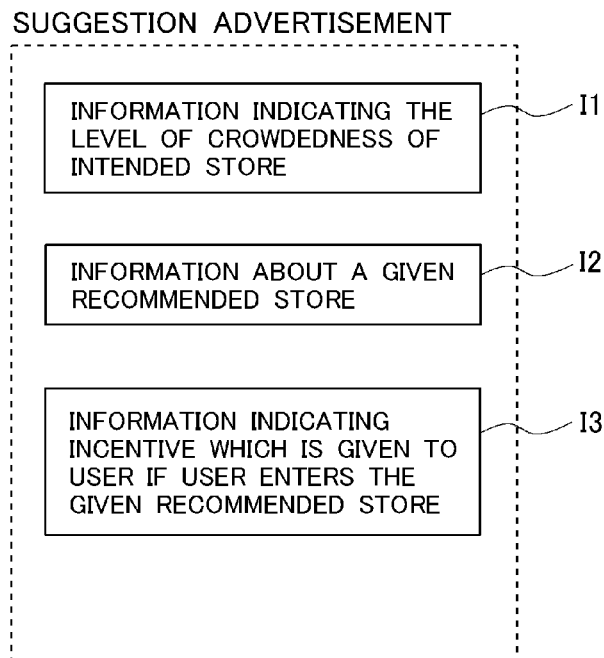 SUGGESTION ADVERTISEMENT
INFORMATION INDICATING THE
LEVEL OF CROWDEDNESS OF
INTENDED STORE
I1
INFORMATION ABOUT A GIVEN
RECOMMENDED STORE
I2
INFORMATION INDICATING
INCENTIVE WHICH IS GIVEN TO
USER IF USER ENTERS THE
GIVEN RECOMMENDED STORE
I3